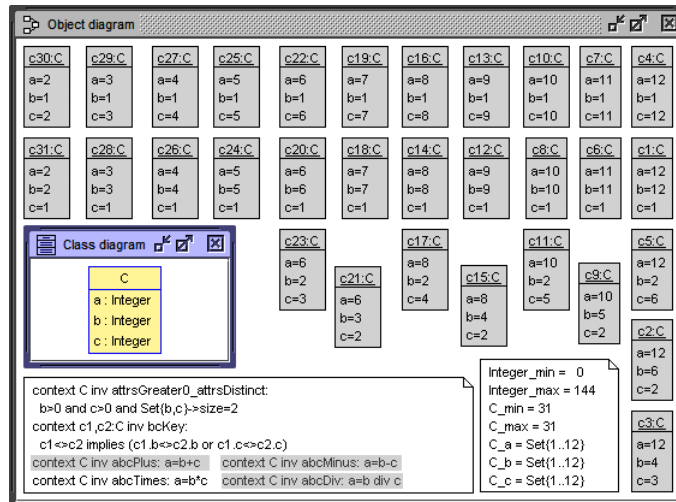 Object diagram
c30:C
a=2
b=1
c=2
c29:C
a=3
b=1
c=3
c27:C
a=4
b=1
c=4
c25:C
a=5
b=1
c=5
c22:C
a=6
b=1
c=6
c19:C
a=7
b=1
c=7
c16:C
a=8
b=1
c=8
c13:C
a=9
b=1
c=9
c10:C
a=10
b=1
c=10
c7:C
a=11
b=1
c=11
c4:C
a=12
b=1
c=12
c31:C
a=2
b=2
c=1
c28:C
a=3
b=3
c=1
c26:C
a=4
b=4
c=1
c24:C
a=5
b=5
c=1
c20:C
a=6
b=6
c=1
c18:C
a=7
b=7
c=1
c14:C
a=8
b=8
c=1
c12:C
a=9
b=9
c=1
c8:C
a=10
b=10
c=1
c6:C
a=11
b=11
c=1
c1:C
a=12
b=12
c=1
Class diagram
C
a : Integer
b : Integer
c : Integer
c23:C
a=6
b=2
c=3
c21:C
a=6
b=3
c=2
c17:C
a=8
b=2
c=4
c15:C
a=8
b=4
c=2
c11:C
a=10
b=2
c=5
c9:C
a=10
b=5
c=2
c5:C
a=12
b=2
c=6
c2:C
a=12
b=6
c=2
c3:C
a=12
b=4
c=3
context C inv attrsGreater0_attrsDistinct:
b>0 and c>0 and Set{b,c}->size=2
context c1,c2:C inv bcKey:
c1<>c2 implies (c1.b<>c2.b or c1.c<>c2.c)
context C inv abcPlus: a=b+c context C inv abcMinus: a=b-c
context C inv abcTimes: a=b*c context C inv abcDiv: a=b div c
Integer_min = 0
Integer_max = 144
C_min = 31
C_max = 31
C_a = Set{1..12}
C_b = Set{1..12}
C_c = Set{1..12}